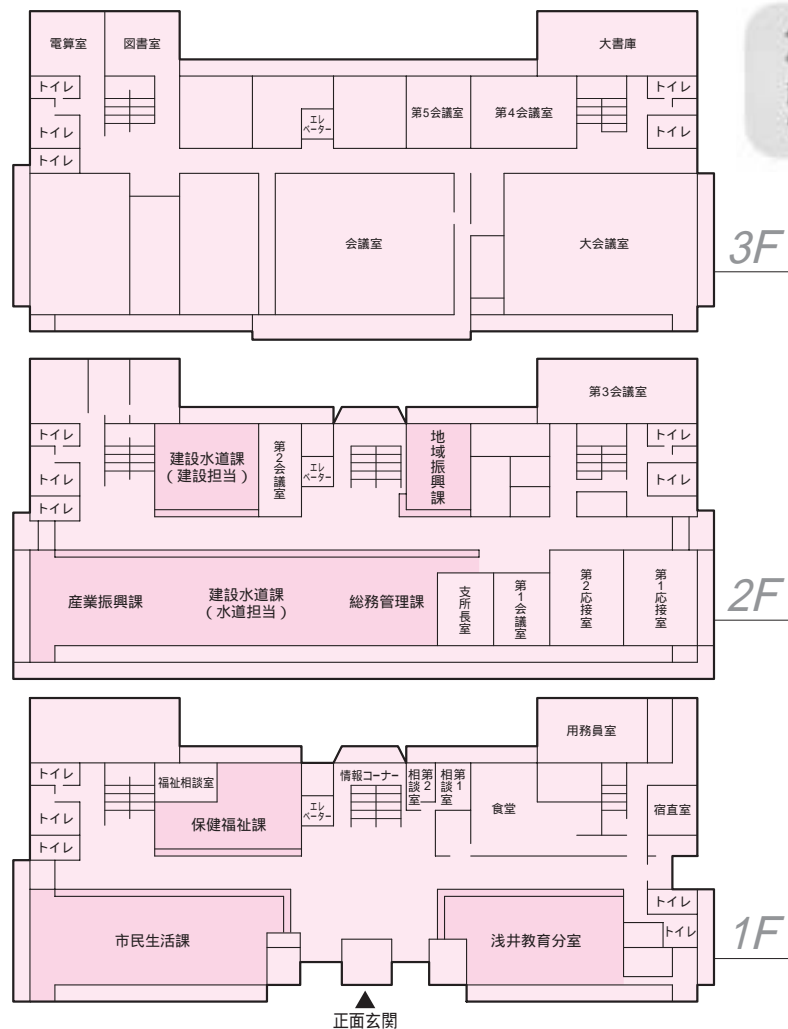 電算室
図書室
大書庫
トイレ
トイレ
トイレ
エレ
ベーター
第5会議室
第4会議室
トイレ
トイレ
会議室
大会議室
3F
第3会議室
トイレ
トイレ
トイレ
建設水道課
(建設担当)
第2会議室
エレ
ベーター
地域振興課
トイレ
トイレ
産業振興課
建設水道課
(水道担当)
総務管理課
支所長室
第1会議室
第2応接室
第1応接室
2F
用務員室
トイレ
トイレ
トイレ
福祉相談室
保健福祉課
エレ
ベーター
情報コーナー
第2
相談室
第1
相談室
食堂
宿直室
市民生活課
浅井教育分室
トイレ
トイレ
1F
正面玄関